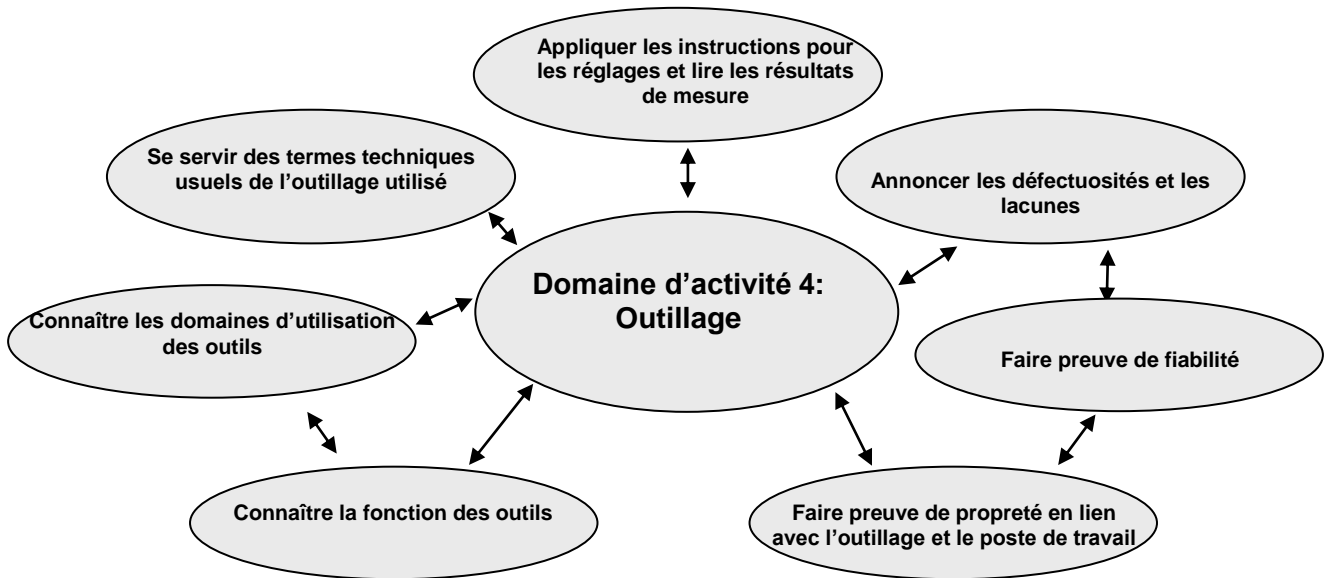 Appliquer les instructions pour
les réglages et lire les résultats
de mesure
Se servir des termes techniques
usuels de l’outillage utilisé
Annoncer les défectuosités et les
lacunes
Domaine d’activité 4:
Outillage
Connaître les domaines d’utilisation
des outils
Faire preuve de fiabilité
Connaître la fonction des outils
Faire preuve de propreté en lien
avec l’outillage et le poste de travail